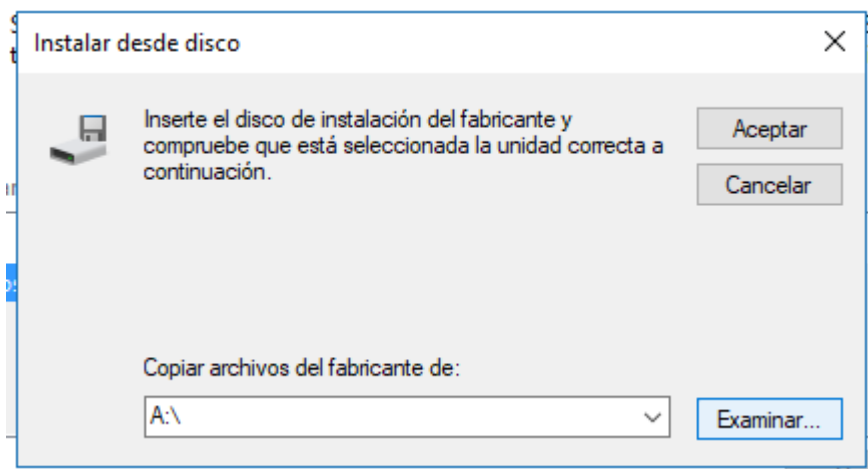 Instalar desde disco
Inserte el disco de instalación del fabricante y
compruebe que está seleccionada la unidad correcta a
continuación.
Aceptar
Cancelar
Copiar archivos del fabricante de:
A:\
Examinar...